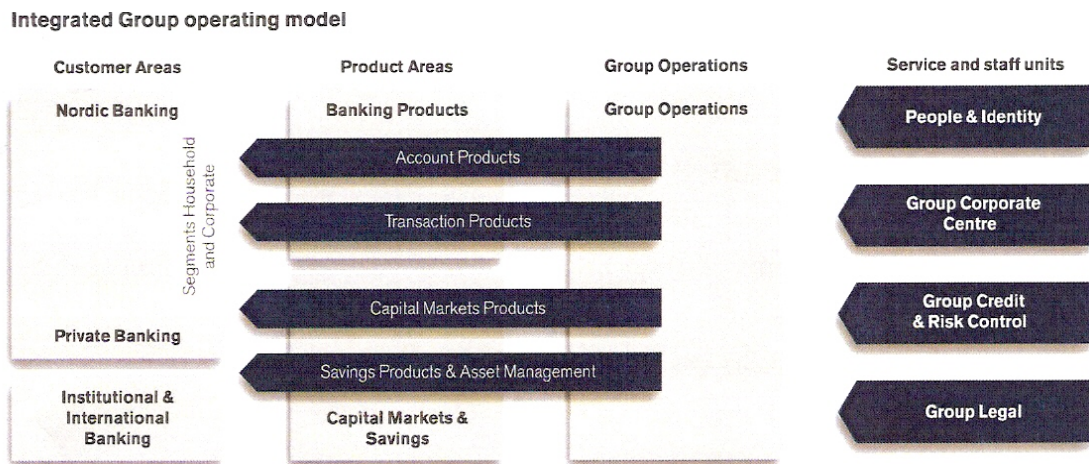 Integrated Group operating model
Customer Areas
Product Areas
Group Operations
Service and staff units
Nordic Banking
Banking Products
Group Operations
People & Identity
Segments Household
and Corporate
Account Products
Transaction Products
Group Corporate
Centre
Capital Markets Products
Group Credit
& Risk Control
Private Banking
Savings Products & Asset Management
Institutional &
International
Banking
Capital Markets &
Savings
Group Legal